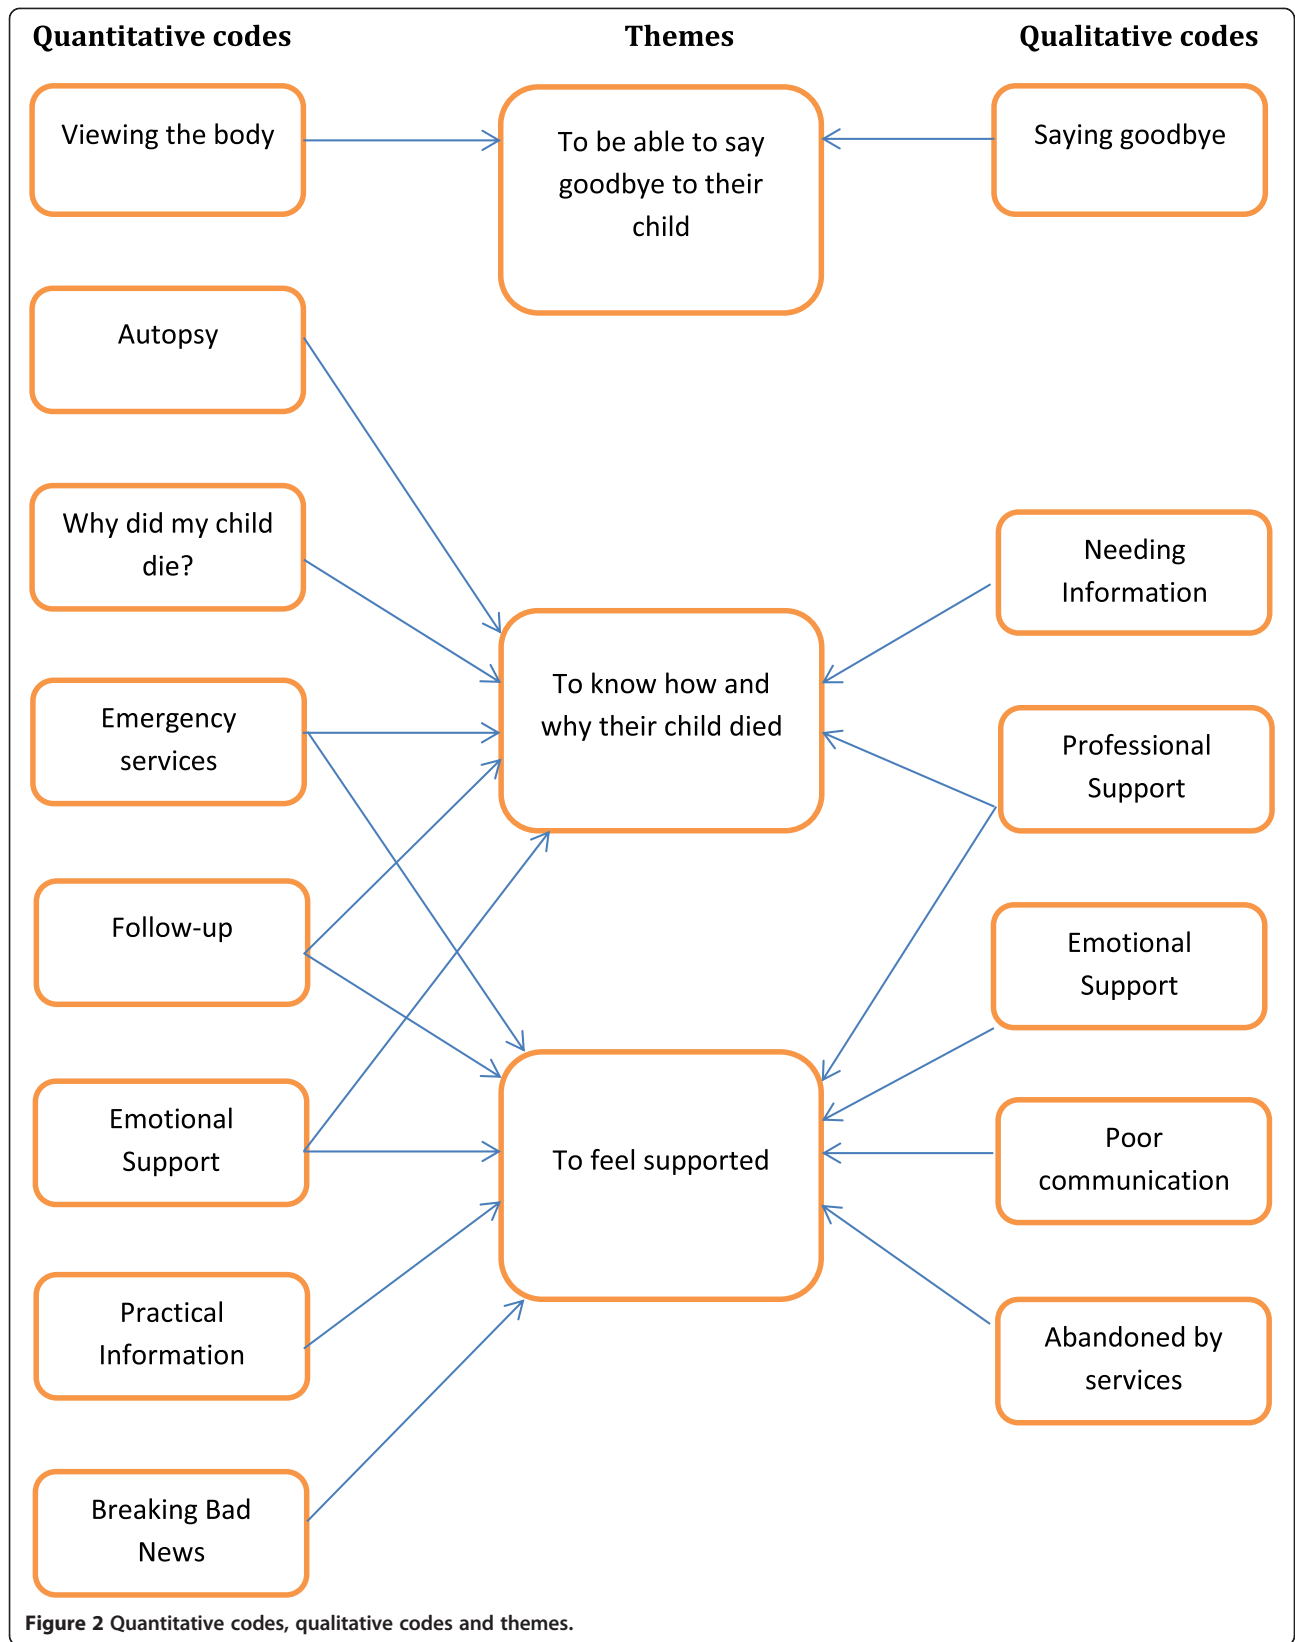 Quantitative codes
Themes
Qualitative codes
Viewing the body
To be able to say
goodbye to their
child
Saying goodbye
Autopsy
Why did my child
die?
Needing
Information
Emergency
services
To know how and
why their child died
Professional
Support
Follow-up
Emotional
Support
Emotional
Support
To feel supported
Poor
communication
Practical
Information
Abandoned by
services
Breaking Bad
News
Figure 2 Quantitative codes, qualitative codes and themes.